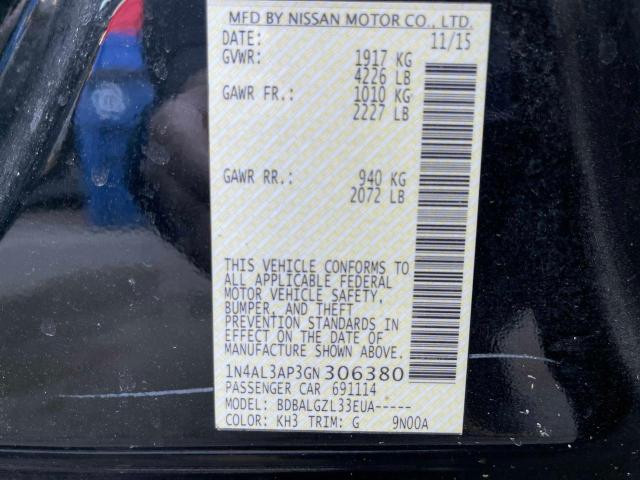 MFD BY NISSAN MOTOR CO., LTD.
DATE: 11/15
GVWR: 1917 KG
4226 LB
GAWR FR.: 1010 KG
2227 LB
GAWR RR.: 940 KG
2072 LB
THIS VEHICLE CONFORMS TO
ALL APPLICABLE FEDERAL
MOTOR VEHICLE SAFETY,
BUMPER, AND THEFT
PREVENTION STANDARDS IN
EFFECT ON THE DATE OF
MANUFACTURE SHOWN ABOVE.
1N4AL3AP3GN306380
PASSENGER CAR 691114
MODEL: BDBALGZL33EUA-----
COLOR: KH3 TRIM: G 9N00A